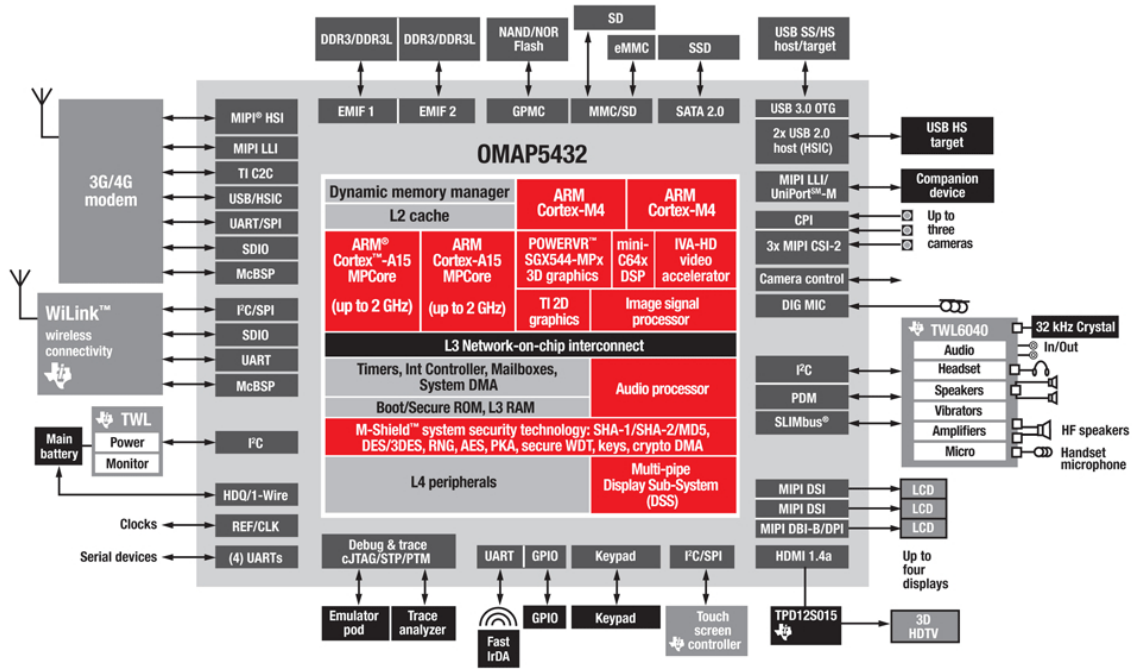 SD
DDR3/DDR3L
DDR3/DDR3L
NAND/NOR
Flash
eMMC
SSD
USB SS/HS
host/target
EMIF 1
EMIF 2
GPMC
MMC/SD
SATA 2.0
USB 3.0 OTG
3G/4G
modem
MIPI® HSI
MIPI LLI
TI C2C
USB/HSIC
UART/SPI
SDIO
McBSP
WiLink™
wireless
connectivity
I²C/SPI
SDIO
UART
McBSP
TWL
Power
Monitor
Main
battery
I²C
HDQ/1-Wire
Clocks
REF/CLK
Serial devices
(4) UARTs
OMAP5432
Dynamic memory manager
L2 cache
ARM
Cortex-M4
ARM
Cortex-M4
ARM®
Cortex™-A15
MPCore
(up to 2 GHz)
ARM
Cortex-A15
MPCore
(up to 2 GHz)
POWERVR™
SGX544-MPx
3D graphics
mini-
C64x
DSP
IVA-HD
video
accelerator
TI 2D
graphics
Image signal
processor
L3 Network-on-chip interconnect
Timers, Int Controller, Mailboxes,
System DMA
Boot/Secure ROM, L3 RAM
Audio processor
M-Shield™ system security technology: SHA-1/SHA-2/MD5,
DES/3DES, RNG, AES, PKA, secure WDT, keys, crypto DMA
L4 peripherals
Multi-pipe
Display Sub-System
(DSS)
2x USB 2.0
host (HSIC)
USB HS
target
MIPI LLI/
UniPort℠-M
Companion
device
CPI
3x MIPI CSI-2
Up to
three
cameras
Camera control
DIG MIC
I²C
PDM
SLIMbus®
TWL6040
Audio
Headset
Speakers
Vibrators
Amplifiers
Micro
32 kHz Crystal
In/Out
HF speakers
Handset
microphone
MIPI DSI
LCD
MIPI DSI
LCD
MIPI DBI-B/DPI
LCD
HDMI 1.4a
Up to
four
displays
Debug & trace
cJTAG/STP/PTM
UART
GPIO
Keypad
I²C/SPI
Emulator
pod
Trace
analyzer
Fast
IrDA
GPIO
Keypad
Touch
screen
controller
TPD12S015
3D
HDTV